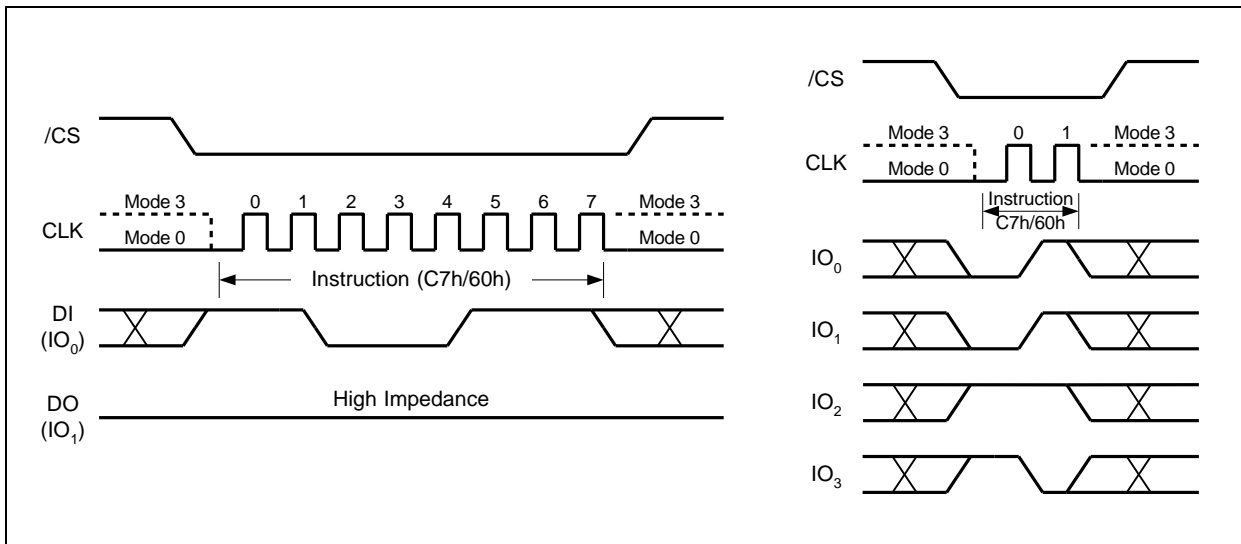 /CS
Mode 3
0 1 2 3 4 5 6 7
Mode 3
CLK
Mode 0
Mode 0
Instruction (C7h/60h)
DI
(IO0)
High Impedance
DO
(IO1)
/CS
Mode 3
0 1
Mode 3
CLK
Mode 0
Mode 0
Instruction
C7h/60h
IO0
IO1
IO2
IO3